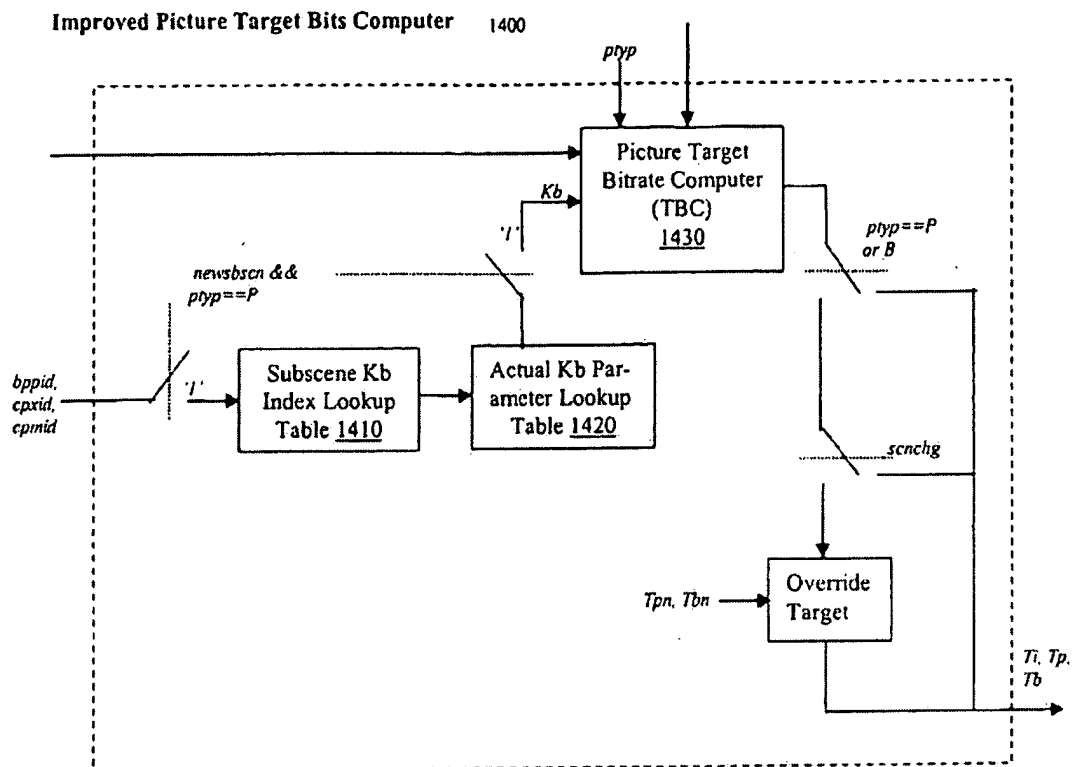 Improved Picture Target Bits Computer 1400
ptyp
Picture Target
Bitrate Computer
(TBC)
1430
Kb
'1'
ptyp==P
or B
newsbscn &&
ptyp==P
bppid,
cpxid,
cpmid
'1'
Subscene Kb
Index Lookup
Table 1410
Actual Kb Par-
ameter Lookup
Table 1420
scnchg
Tpn, Tbn
Override
Target
Ti, Tp,
Tb